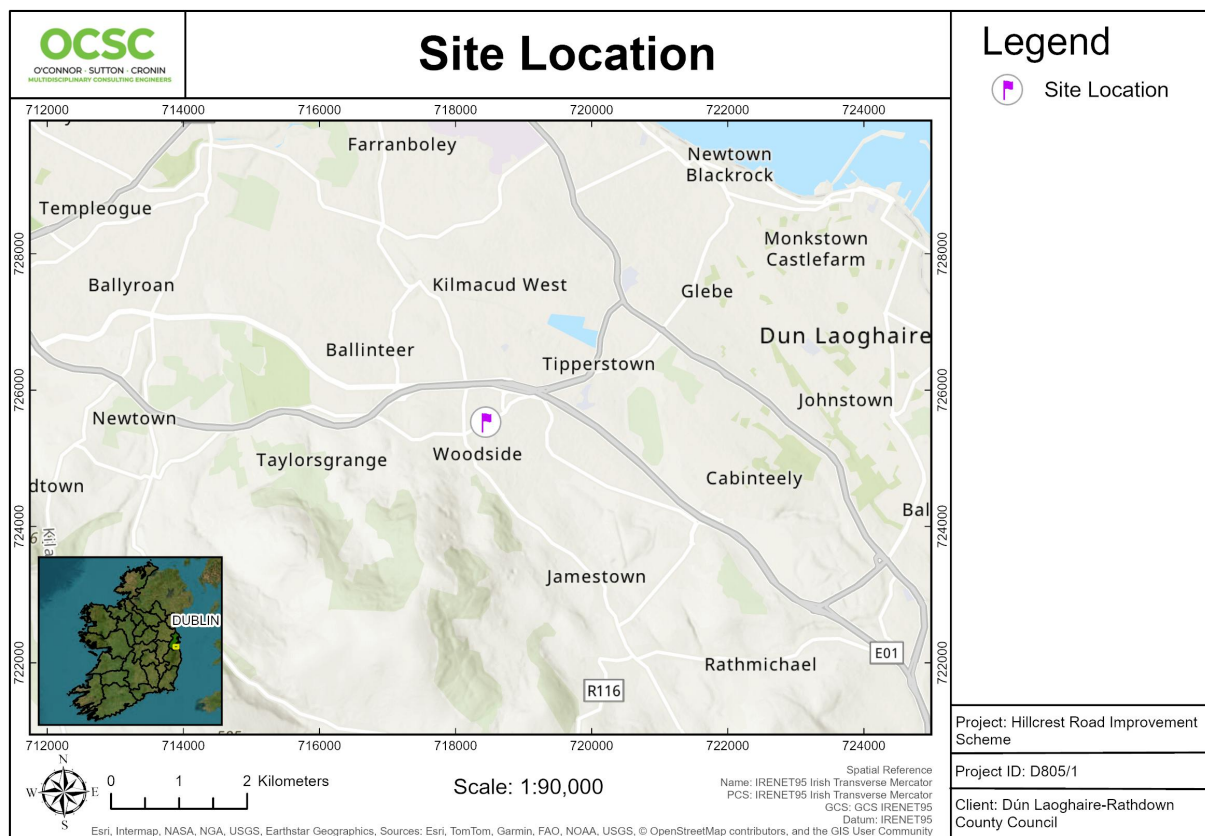 OCSC
O'CONNOR · SUTTON · CRONIN
MULTIDISCIPLINARY CONSULTING ENGINEERS
Site Location
Legend
Site Location
712000 714000 716000 718000 720000 722000 724000
Farranboley
Newtown
Blackrock
Templeogue
Monkstown
Castlefarm
728000
728000
Ballyroan
Kilmacud West
Glebe
Dun Laoghaire
Ballinteer
Tipperstown
726000
726000
Johnstown
Newtown
Woodside
Taylorsgrange
Cabinteely
dtown
Bal
724000
724000
Kila
6
Jamestown
DUBLIN
722000
722000
Rathmichael
E01
R116
712000 714000 716000 718000 720000 722000 724000
N
W E
S
0 1 2 Kilometers
Scale: 1:90,000
Spatial Reference
Name: IRENET95 Irish Transverse Mercator
PCS: IRENET95 Irish Transverse Mercator
GCS: GCS IRENET95
Datum: IRENET95
Esri, Intermap, NASA, NGA, USGS, Earthstar Geographics, Sources: Esri, TomTom, Garmin, FAO, NOAA, USGS, © OpenStreetMap contributors, and the GIS User Community
Project: Hillcrest Road Improvement
Scheme
Project ID: D805/1
Client: Dún Laoghaire-Rathdown
County Council